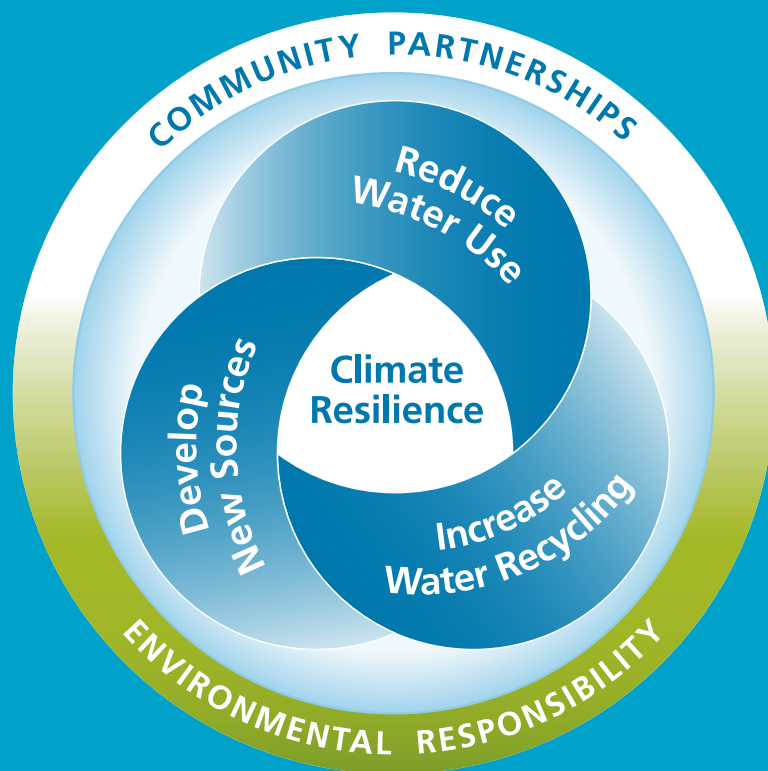 COMMUNITY PARTNERSHIPS
Reduce
Water Use
Climate
Resilience
Develop
New Sources
Increase
Water Recycling
ENVIRONMENTAL RESPONSIBILITY